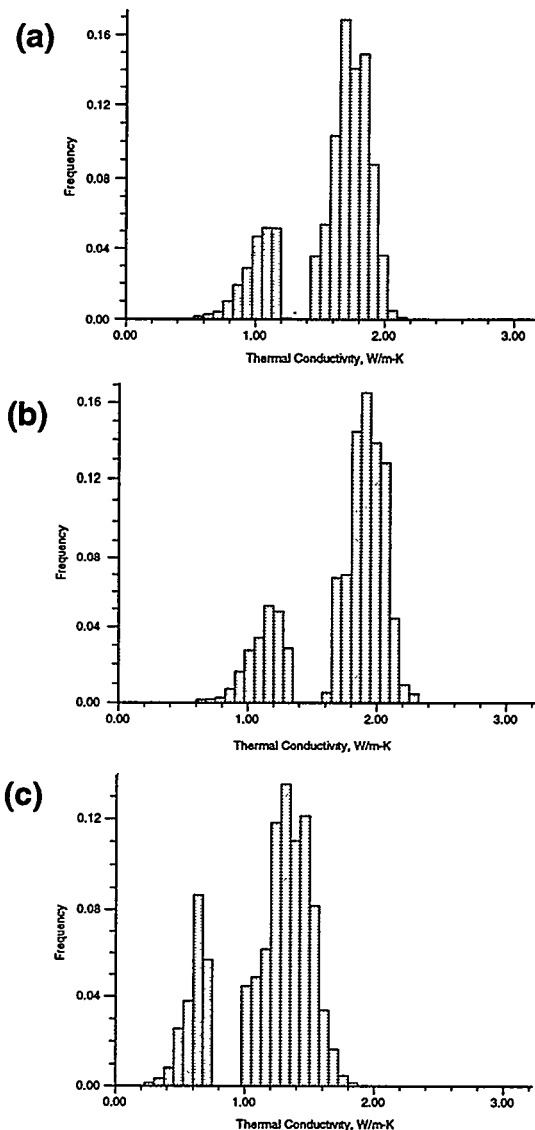 (a)
0.16
0.12
0.08
0.04
0.00
Frequency
0.00 1.00 2.00 3.00
Thermal Conductivity, W/m-K
(b)
0.16
0.12
0.08
0.04
0.00
Frequency
0.00 1.00 2.00 3.00
Thermal Conductivity, W/m-K
(c)
0.12
0.08
0.04
0.00
Frequency
0.00 1.00 2.00 3.00
Thermal Conductivity, W/m-K